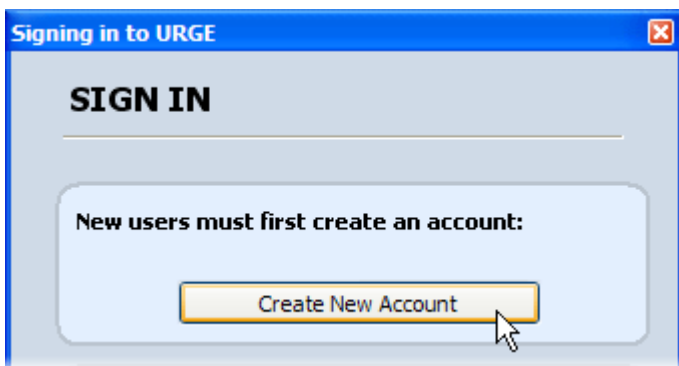 Signing in to URGE
SIGN IN
New users must first create an account:
Create New Account